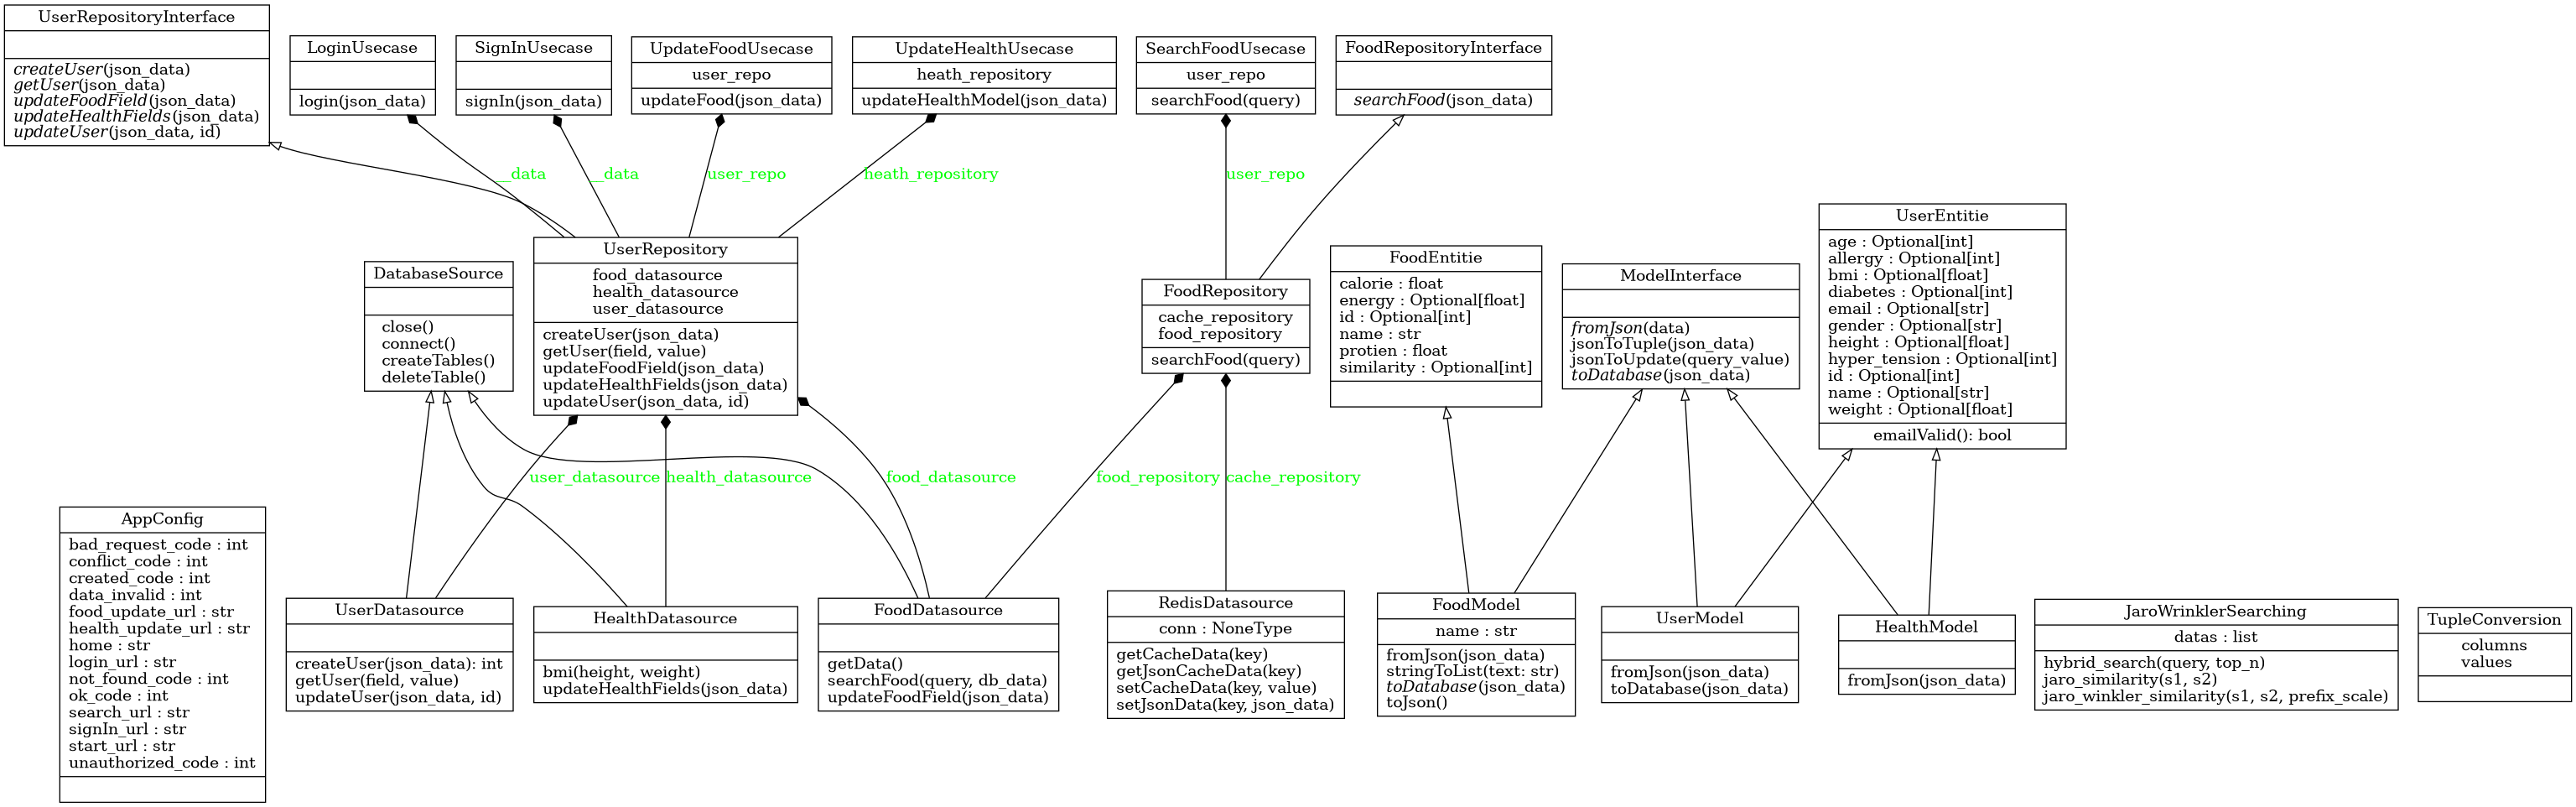 UserRepositoryInterface
createUser(json_data)
getUser(json_data)
updateFoodField(json_data)
updateHealthFields(json_data)
updateUser(json_data, id)
LoginUsecase
login(json_data)
SignInUsecase
signIn(json_data)
UpdateFoodUsecase
user_repo
updateFood(json_data)
UpdateHealthUsecase
heath_repository
updateHealthModel(json_data)
SearchFoodUsecase
user_repo
searchFood(query)
FoodRepositoryInterface
searchFood(json_data)
__data
__data
user_repo
heath_repository
user_repo
DatabaseSource
close()
connect()
createTables()
deleteTable()
UserRepository
food_datasource
health_datasource
user_datasource
createUser(json_data)
getUser(field, value)
updateFoodField(json_data)
updateHealthFields(json_data)
updateUser(json_data, id)
FoodRepository
cache_repository
food_repository
searchFood(query)
FoodEntitie
calorie : float
energy : Optional[float]
id : Optional[int]
name : str
protien : float
similarity : Optional[int]
ModelInterface
fromJson(data)
jsonToTuple(json_data)
jsonToUpdate(query_value)
toDatabase(json_data)
UserEntitie
age : Optional[int]
allergy : Optional[int]
bmi : Optional[float]
diabetes : Optional[int]
email : Optional[str]
gender : Optional[str]
height : Optional[float]
hyper_tension : Optional[int]
id : Optional[int]
name : Optional[str]
weight : Optional[float]
emailValid(): bool
user_datasource
health_datasource
food_datasource
food_repository
cache_repository
AppConfig
bad_request_code : int
conflict_code : int
created_code : int
data_invalid : int
food_update_url : str
health_update_url : str
home : str
login_url : str
not_found_code : int
ok_code : int
search_url : str
signIn_url : str
start_url : str
unauthorized_code : int
UserDatasource
createUser(json_data): int
getUser(field, value)
updateUser(json_data, id)
HealthDatasource
bmi(height, weight)
updateHealthFields(json_data)
FoodDatasource
getData()
searchFood(query, db_data)
updateFoodField(json_data)
RedisDatasource
conn : NoneType
getCacheData(key)
getJsonCacheData(key)
setCacheData(key, value)
setJsonData(key, json_data)
FoodModel
name : str
fromJson(json_data)
stringToList(text: str)
toDatabase(json_data)
toJson()
UserModel
fromJson(json_data)
toDatabase(json_data)
HealthModel
fromJson(json_data)
JaroWrinklerSearching
datas : list
hybrid_search(query, top_n)
jaro_similarity(s1, s2)
jaro_winkler_similarity(s1, s2, prefix_scale)
TupleConversion
columns
values